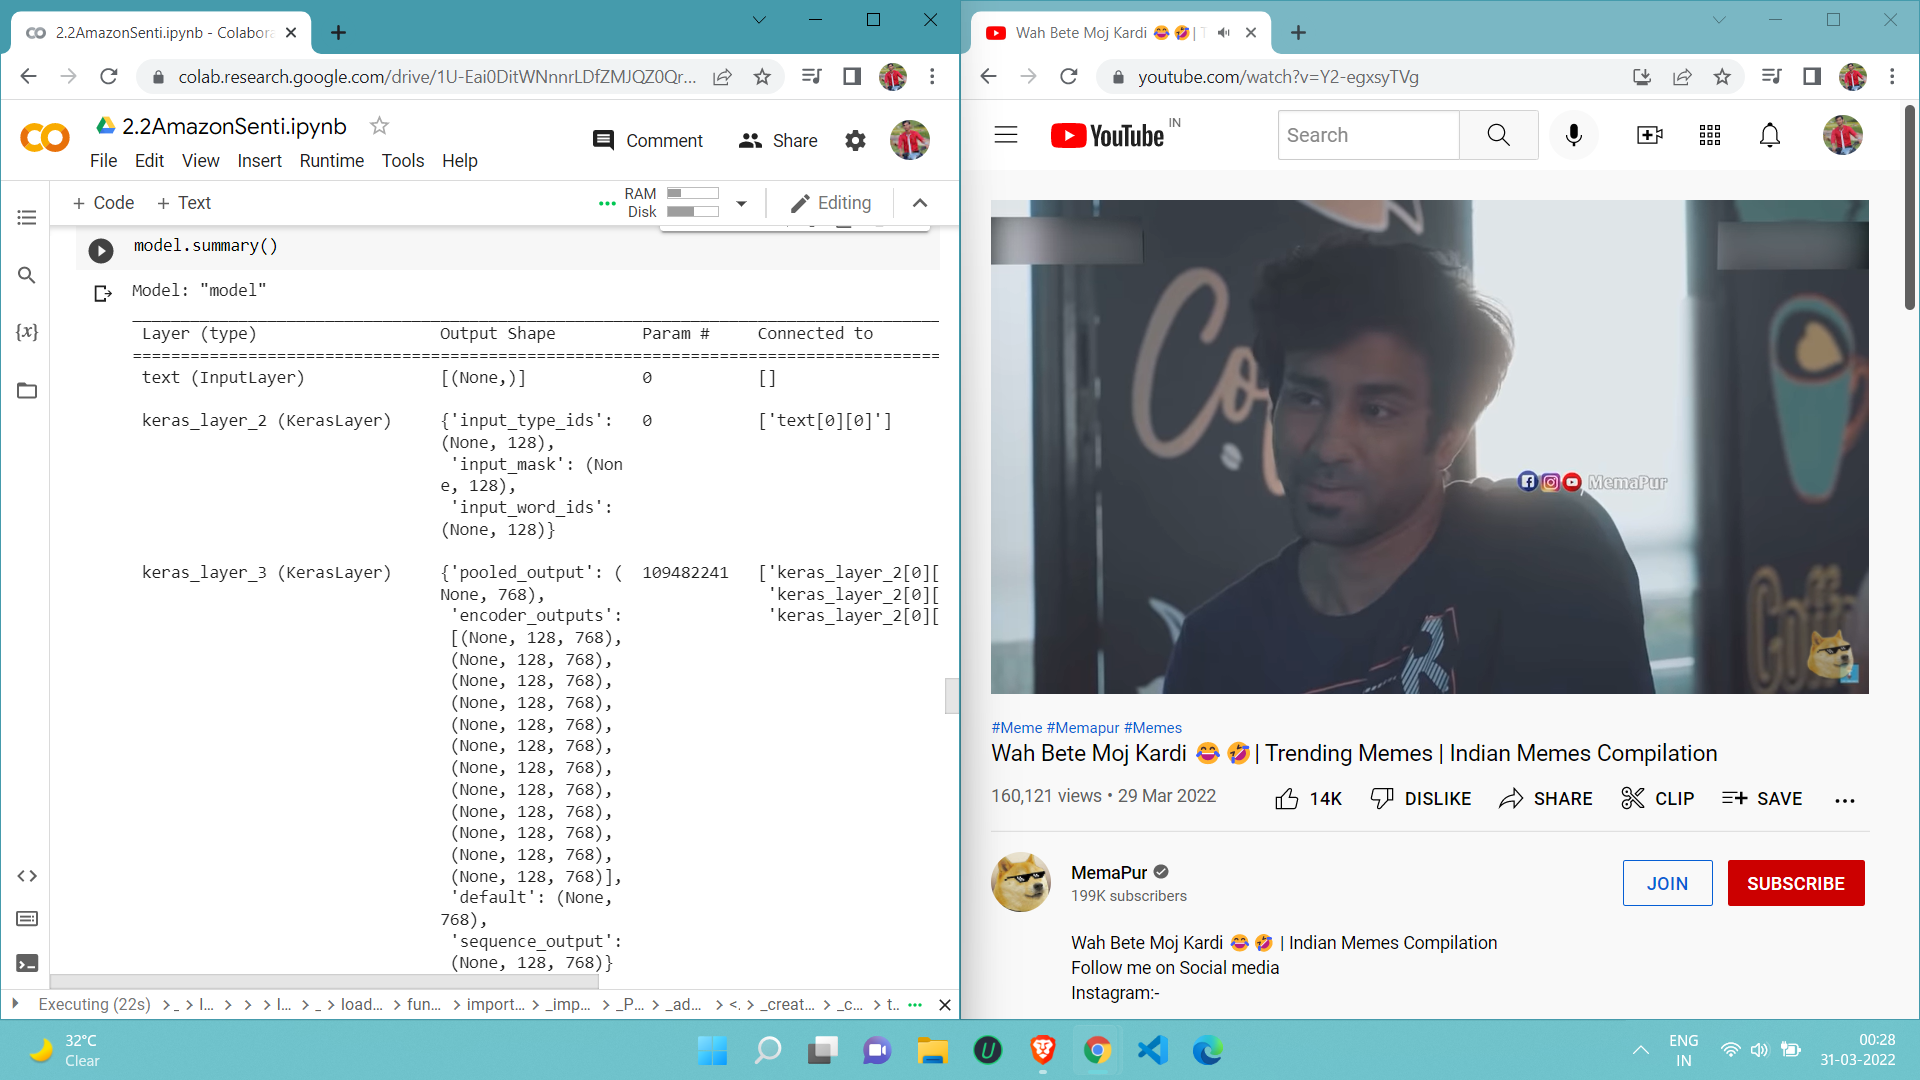 2.2AmazonSenti.ipynb - Colabora
colab.research.google.com/drive/1U-Eai0DitWNnnrLDfZMJQZ0Qr...
2.2AmazonSenti.ipynb
Comment
Share
File Edit View Insert Runtime Tools Help
+ Code + Text
RAM
Disk
Editing
{x}
model.summary()
Model: "model"
Layer (type) Output Shape Param # Connected to
text (InputLayer) [(None,)] 0 []
keras_layer_2 (KerasLayer) {'input_type_ids': 0 ['text[0][0]']
(None, 128),
'input_mask': (Non
e, 128),
'input_word_ids':
(None, 128)}
keras_layer_3 (KerasLayer) {'pooled_output': ( 109482241 ['keras_layer_2[0][
None, 768), 'keras_layer_2[0][
'encoder_outputs': 'keras_layer_2[0][
[(None, 128, 768),
(None, 128, 768),
(None, 128, 768),
(None, 128, 768),
(None, 128, 768),
(None, 128, 768),
(None, 128, 768),
(None, 128, 768),
(None, 128, 768),
(None, 128, 768),
(None, 128, 768),
(None, 128, 768)],
'default': (None,
768),
'sequence_output':
(None, 128, 768)}
Executing (22s) > _ > l... > > > l... > _ > load... > fun... > import... > _imp... > _P... > _ad... > <. > _creat... > _c... > t...
Wah Bete Moj Kardi 😂 🤣 | T
youtube.com/watch?v=Y2-egxsyTVg
YouTube IN
Search
Co
MemaPur
Coff
#Meme #Memapur #Memes
Wah Bete Moj Kardi 😂 🤣 | Trending Memes | Indian Memes Compilation
160,121 views • 29 Mar 2022
14K DISLIKE SHARE CLIP SAVE ...
MemaPur
199K subscribers
JOIN
SUBSCRIBE
Wah Bete Moj Kardi 😂 🤣 | Indian Memes Compilation
Follow me on Social media
Instagram:-
32°C
Clear
ENG
IN
00:28
31-03-2022